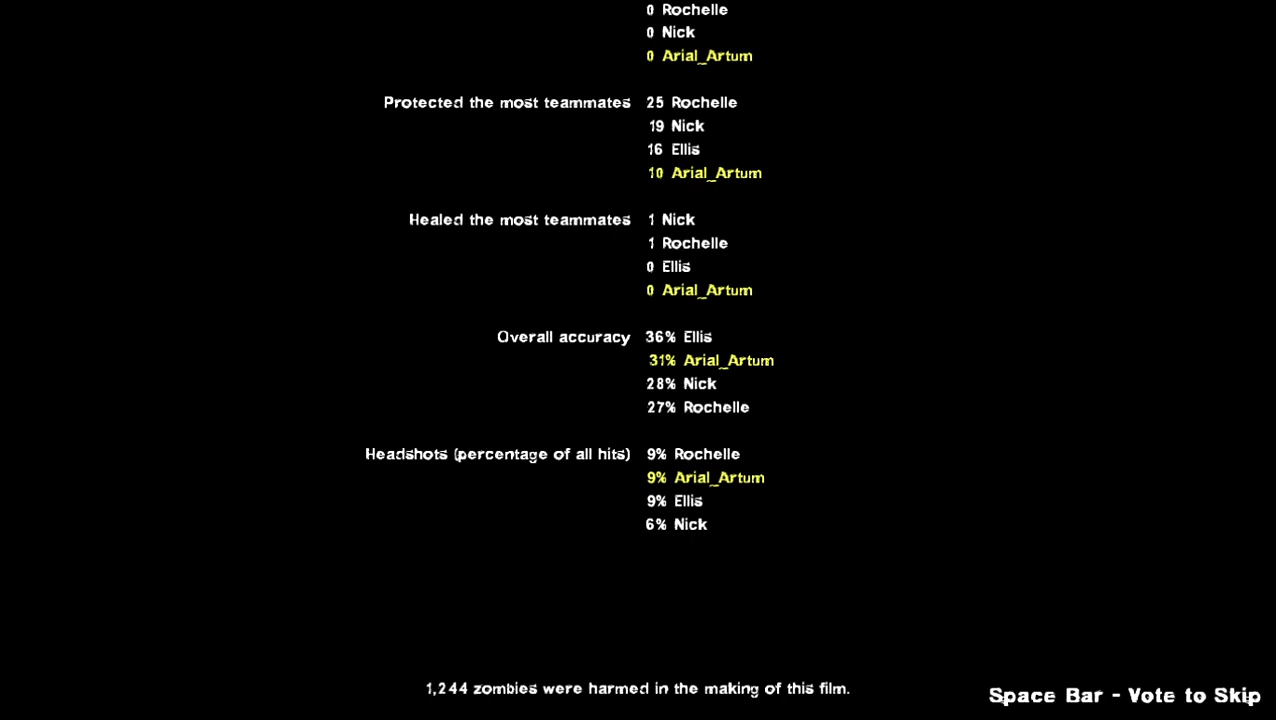 0 Rochelle
0 Nick
0 Arial_Artum
Protected the most teammates 25 Rochelle
19 Nick
16 Ellis
10 Arial_Artum
Healed the most teammates 1 Nick
1 Rochelle
0 Ellis
0 Arial_Artum
Overall accuracy 36% Ellis
31% Arial_Artum
28% Nick
27% Rochelle
Headshots (percentage of all hits) 9% Rochelle
9% Arial_Artum
9% Ellis
6% Nick
1,244 zombies were harmed in the making of this film.
Space Bar - Vote to Skip